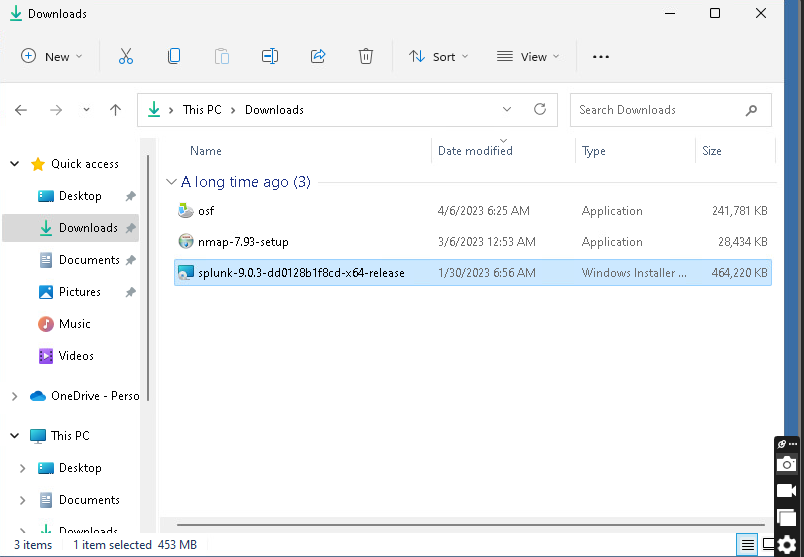 Downloads
New Sort View
This PC Downloads Search Downloads
Quick access
Desktop
Downloads
Documents
Pictures
Music
Videos
OneDrive - Perso
This PC
Desktop
Documents
Downloads
Name Date modified Type Size
A long time ago (3)
osf 4/6/2023 6:25 AM Application 241,781 KB
nmap-7.93-setup 3/6/2023 12:53 AM Application 28,434 KB
splunk-9.0.3-dd0128b1f8cd-x64-release 1/30/2023 6:56 AM Windows Installer ... 464,220 KB
3 items 1 item selected 453 MB